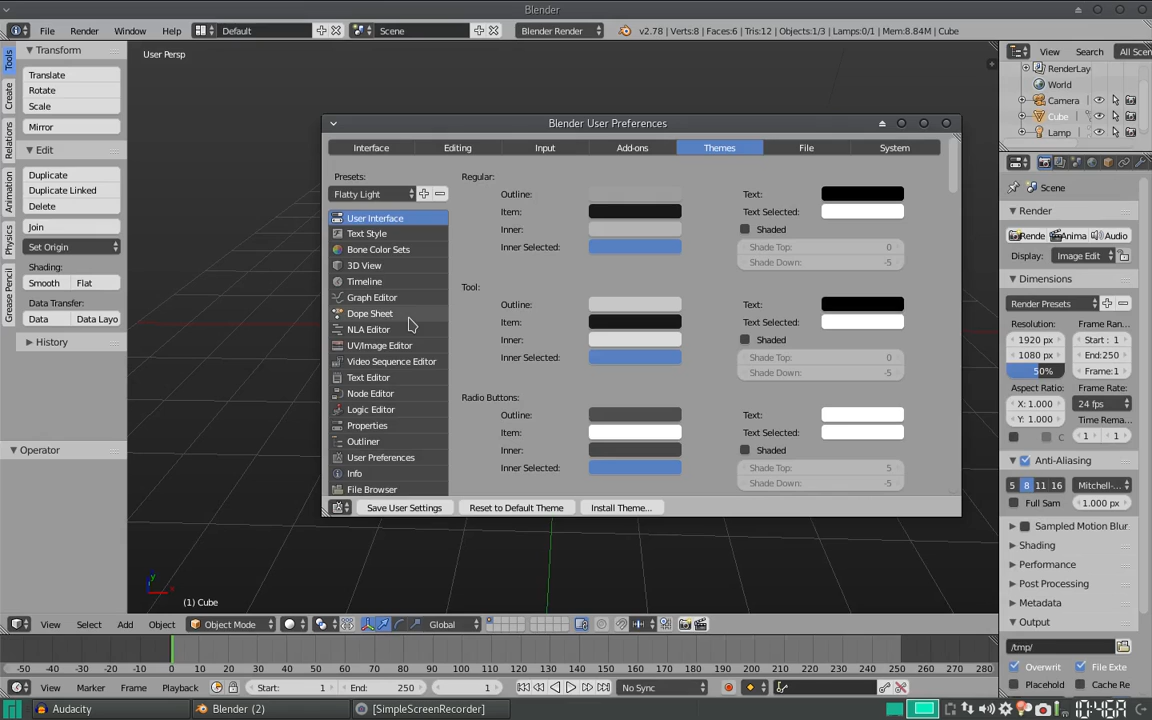 Blender
File Render Window Help Default Scene Blender Render v2.78 | Verts:8 | Faces:6 | Tris:12 | Objects:1/3 | Lamps:0/1 | Mem:8.84M | Cube
Tools
Create
Relations
Animation
Physics
Grease Pencil
Transform
Translate
Rotate
Scale
Mirror
Edit
Duplicate
Duplicate Linked
Delete
Join
Set Origin
Shading:
Smooth Flat
Data Transfer:
Data Data Layo
History
Operator
User Persp
Blender User Preferences
Interface Editing Input Add-ons Themes File System
Presets:
Flatty Light
User Interface
Text Style
Bone Color Sets
3D View
Timeline
Graph Editor
Dope Sheet
NLA Editor
UV/Image Editor
Video Sequence Editor
Text Editor
Node Editor
Logic Editor
Properties
Outliner
User Preferences
Info
File Browser
Regular:
Outline: Text:
Item: Text Selected:
Inner: Shaded
Inner Selected: Shade Top: 0
Shade Down: -5
Tool:
Outline: Text:
Item: Text Selected:
Inner: Shaded
Inner Selected: Shade Top: 0
Shade Down: -5
Radio Buttons:
Outline: Text:
Item: Text Selected:
Inner: Shaded
Inner Selected: Shade Top: 5
Shade Down: -5
Save User Settings Reset to Default Theme Install Theme...
y
x
(1) Cube
View Select Add Object Object Mode Global
-50 -40 -30 -20 -10 0 10 20 30 40 50 60 70 80 90 100 110 120 130 140 150 160 170 180 190 200 210 220 230 240 250 260 270 280
View Marker Frame Playback Start: 1 End: 250 1 No Sync
View Search All Scen
RenderLay
World
Camera
Cube
Lamp
Scene
Render
Rende Anima Audio
Display: Image Edit
Dimensions
Render Presets
Resolution: Frame Ran...
1920 px Start : 1
1080 px End:250
50% Frame:1
Aspect Ratio: Frame Rate:
X: 1.000 24 fps
Y: 1.000 Time Rema...
C 1 1
Anti-Aliasing
5 8 11 16 Mitchell-...
Full Sam 1.000 px
Sampled Motion Blur
Shading
Performance
Post Processing
Metadata
Output
/tmp/
Overwrit File Exte
Placehold Cache Re
Audacity Blender (2) [SimpleScreenRecorder]